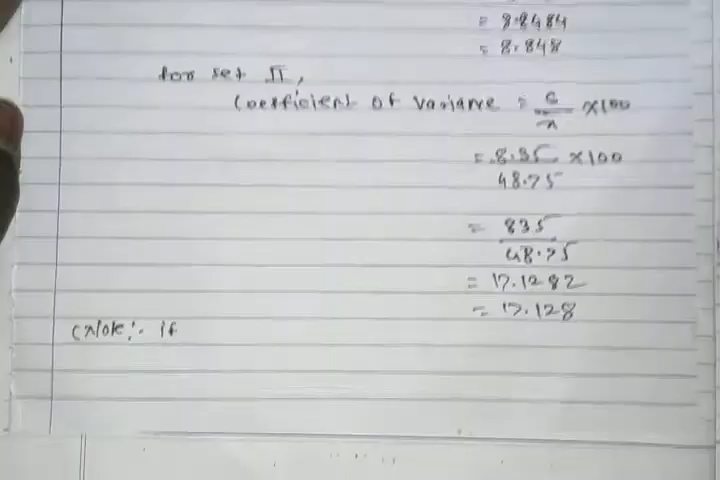 = 8.8484
= 8.848
for set II,
Coefficient of variance = σ/x̄ ×100
= 8.35/48.75 ×100
= 835/48.75
= 17.1282
= 17.128
(Note:- if